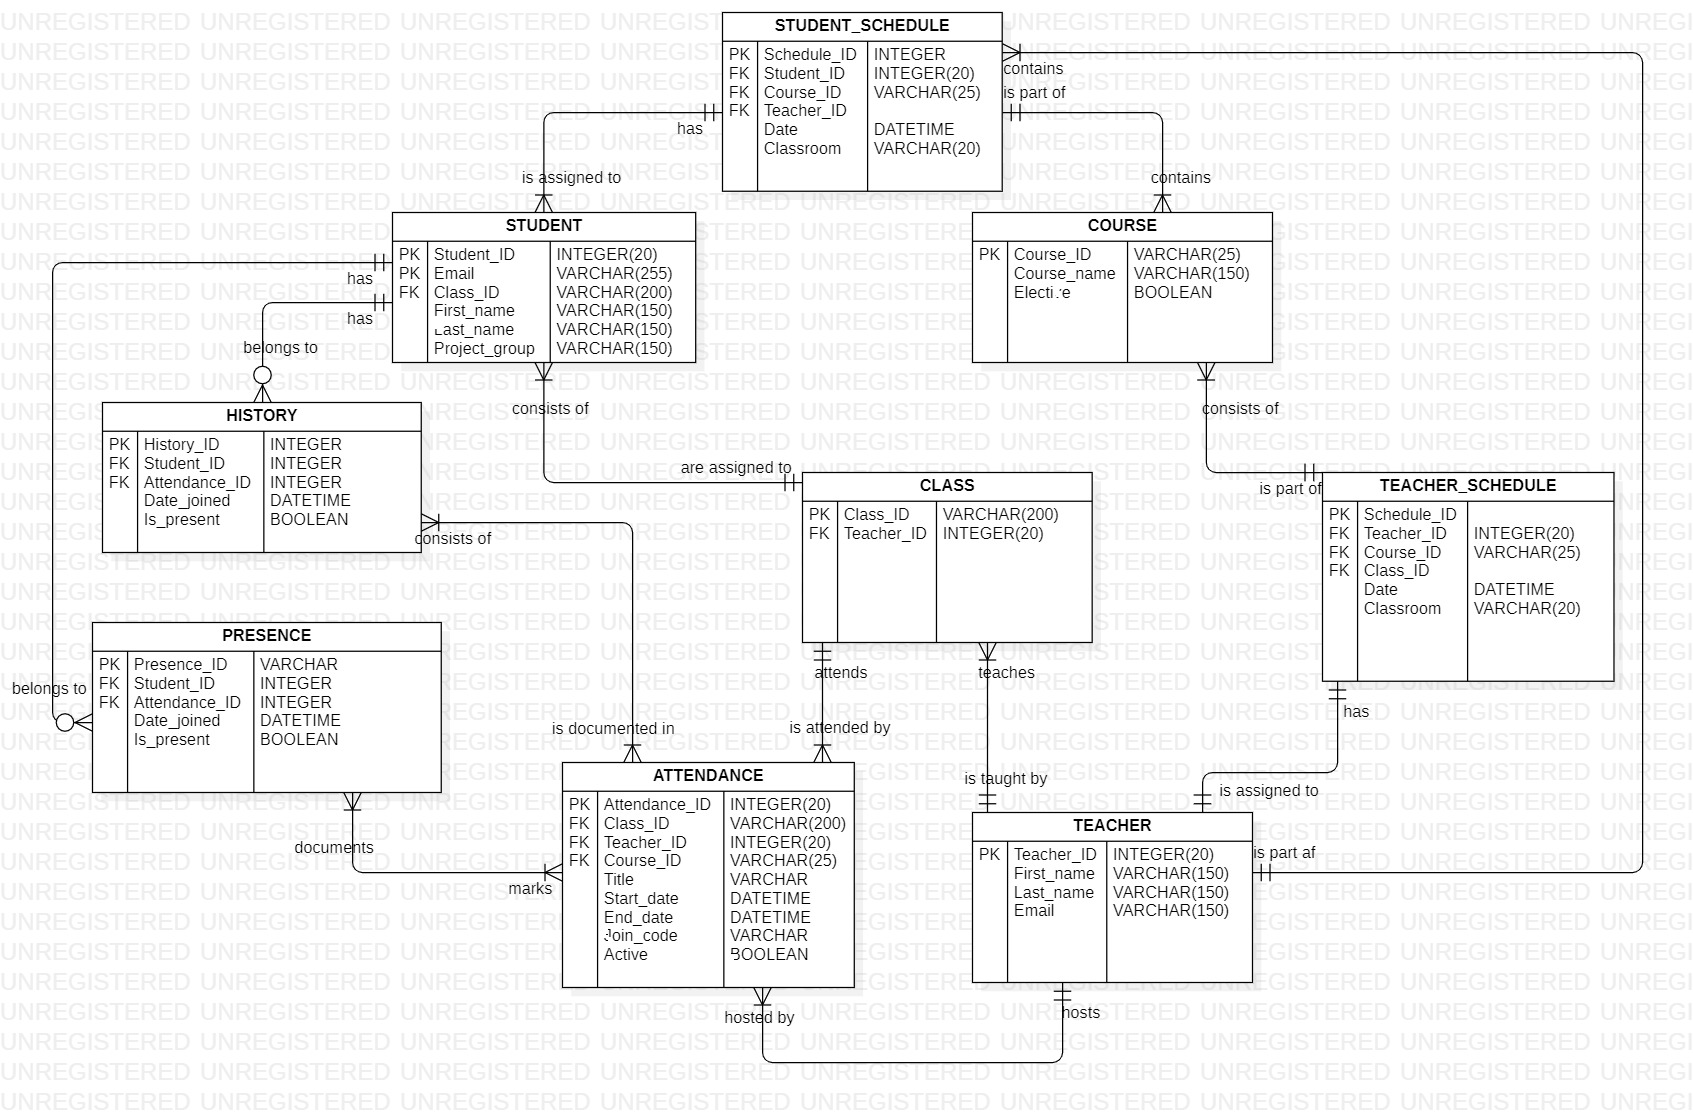 STUDENT_SCHEDULE
PK Schedule_ID INTEGER
FK Student_ID INTEGER(20)
FK Course_ID VARCHAR(25)
FK Teacher_ID
Date DATETIME
Classroom VARCHAR(20)
contains
is part of
has
is assigned to
contains
STUDENT
PK Student_ID INTEGER(20)
PK Email VARCHAR(255)
FK Class_ID VARCHAR(200)
First_name VARCHAR(150)
Last_name VARCHAR(150)
Project_group VARCHAR(150)
COURSE
PK Course_ID VARCHAR(25)
Course_name VARCHAR(150)
Elective BOOLEAN
has
has
belongs to
consists of
consists of
HISTORY
PK History_ID INTEGER
FK Student_ID INTEGER
FK Attendance_ID INTEGER
Date_joined DATETIME
Is_present BOOLEAN
consists of
are assigned to
is part of
CLASS
PK Class_ID VARCHAR(200)
FK Teacher_ID INTEGER(20)
TEACHER_SCHEDULE
PK Schedule_ID
FK Teacher_ID INTEGER(20)
FK Course_ID VARCHAR(25)
FK Class_ID
Date DATETIME
Classroom VARCHAR(20)
PRESENCE
PK Presence_ID VARCHAR
FK Student_ID INTEGER
FK Attendance_ID INTEGER
Date_joined DATETIME
Is_present BOOLEAN
belongs to
attends
teaches
has
is documented in
is attended by
is taught by
is assigned to
documents
marks
ATTENDANCE
PK Attendance_ID INTEGER(20)
FK Class_ID VARCHAR(200)
FK Teacher_ID INTEGER(20)
FK Course_ID VARCHAR(25)
Title VARCHAR
Start_date DATETIME
End_date DATETIME
Join_code VARCHAR
Active BOOLEAN
TEACHER
PK Teacher_ID INTEGER(20)
First_name VARCHAR(150)
Last_name VARCHAR(150)
Email VARCHAR(150)
is part af
hosted by
hosts
UNREGISTERED